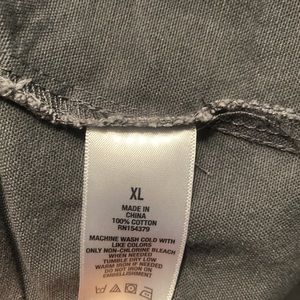 XL
MADE IN
CHINA
100% COTTON
RN154379
MACHINE WASH COLD WITH
LIKE COLORS
ONLY NON-CHLORINE BLEACH
WHEN NEEDED
TUMBLE DRY LOW
WARM IRON IF NEEDED
DO NOT IRON ON
EMBELLISHMENT